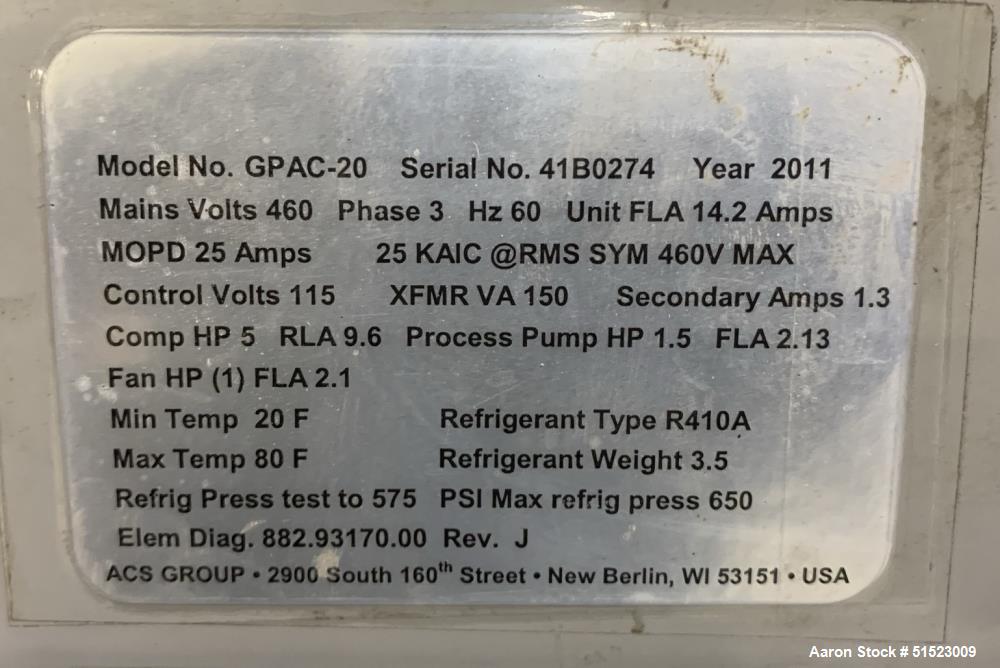 Model No. GPAC-20 Serial No. 41B0274 Year 2011
Mains Volts 460 Phase 3 Hz 60 Unit FLA 14.2 Amps
MOPD 25 Amps 25 KAIC @RMS SYM 460V MAX
Control Volts 115 XFMR VA 150 Secondary Amps 1.3
Comp HP 5 RLA 9.6 Process Pump HP 1.5 FLA 2.13
Fan HP (1) FLA 2.1
Min Temp 20 F Refrigerant Type R410A
Max Temp 80 F Refrigerant Weight 3.5
Refrig Press test to 575 PSI Max refrig press 650
Elem Diag. 882.93170.00 Rev. J
ACS GROUP • 2900 South 160th Street • New Berlin, WI 53151 • USA
Aaron Stock # 51523009